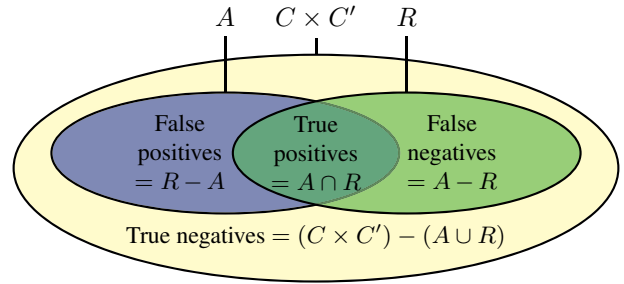 A C × C′ R
False positives = R − A
True positives = A ∩ R
False negatives = A − R
True negatives = (C × C′) − (A ∪ R)